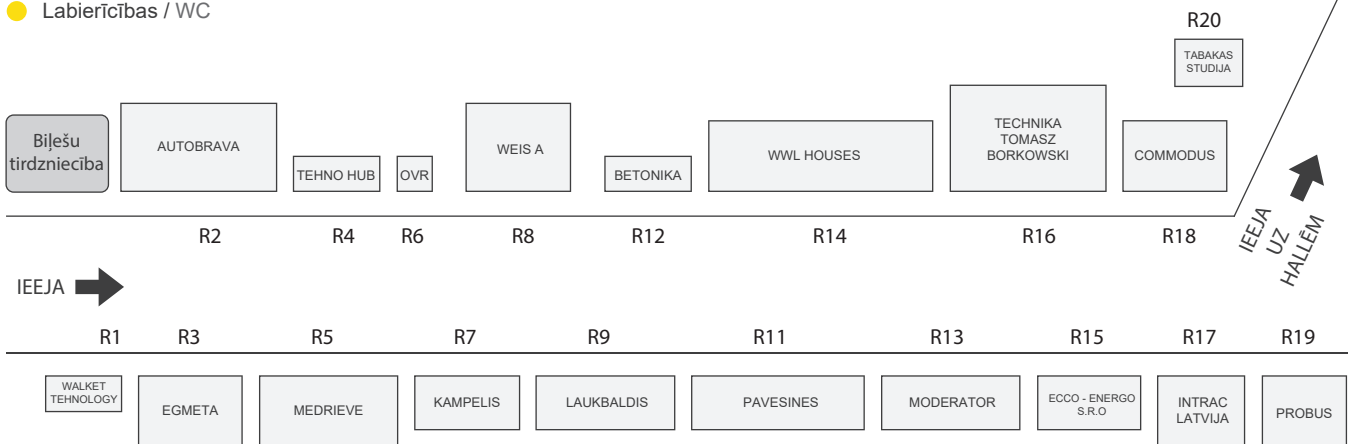 Labierīcības / WC
R20
TABAKAS
STUDIJA
Biļešu
tirdzniecība
AUTOBRAVA
TEHNO HUB
OVR
WEIS A
BETONIKA
WWL HOUSES
TECHNIKA
TOMASZ
BORKOWSKI
COMMODUS
R2
R4
R6
R8
R12
R14
R16
R18
IEEJA
UZ
HALLĒM
IEEJA
R1
R3
R5
R7
R9
R11
R13
R15
R17
R19
WALKET
TEHNOLOGY
EGMETA
MEDRIEVE
KAMPELIS
LAUKBALDIS
PAVESINES
MODERATOR
ECCO - ENERGO
S.R.O
INTRAC
LATVIJA
PROBUS